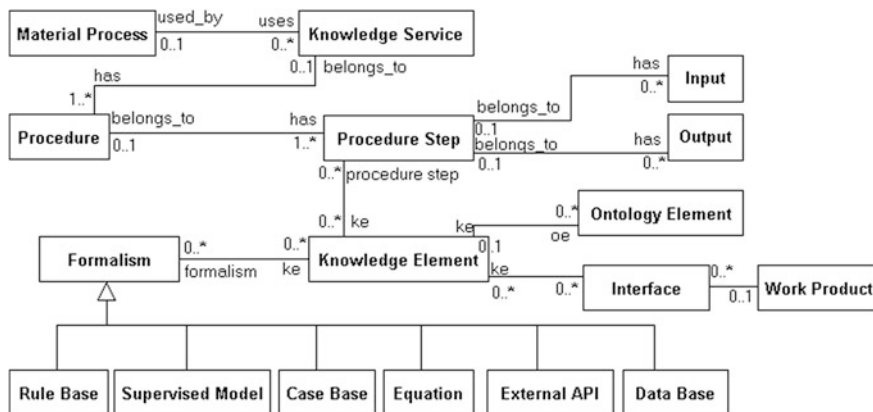 used_by uses
Material Process Knowledge Service
0..1 0..*
0..1 belongs_to
has
1..*
has
Input
0..*
belongs_to
0..1
belongs_to has
Procedure Procedure Step
0..1 1..*
belongs_to has
Output
0..1 0..*
0..* procedure step
0..* ke
0..*
Ontology Element
ke oe
0..1
0..* 0..*
Formalism Knowledge Element
formalism ke
ke
0..* 0..*
Interface
0..*
0..1
Work Product
Rule Base Supervised Model Case Base Equation External API Data Base